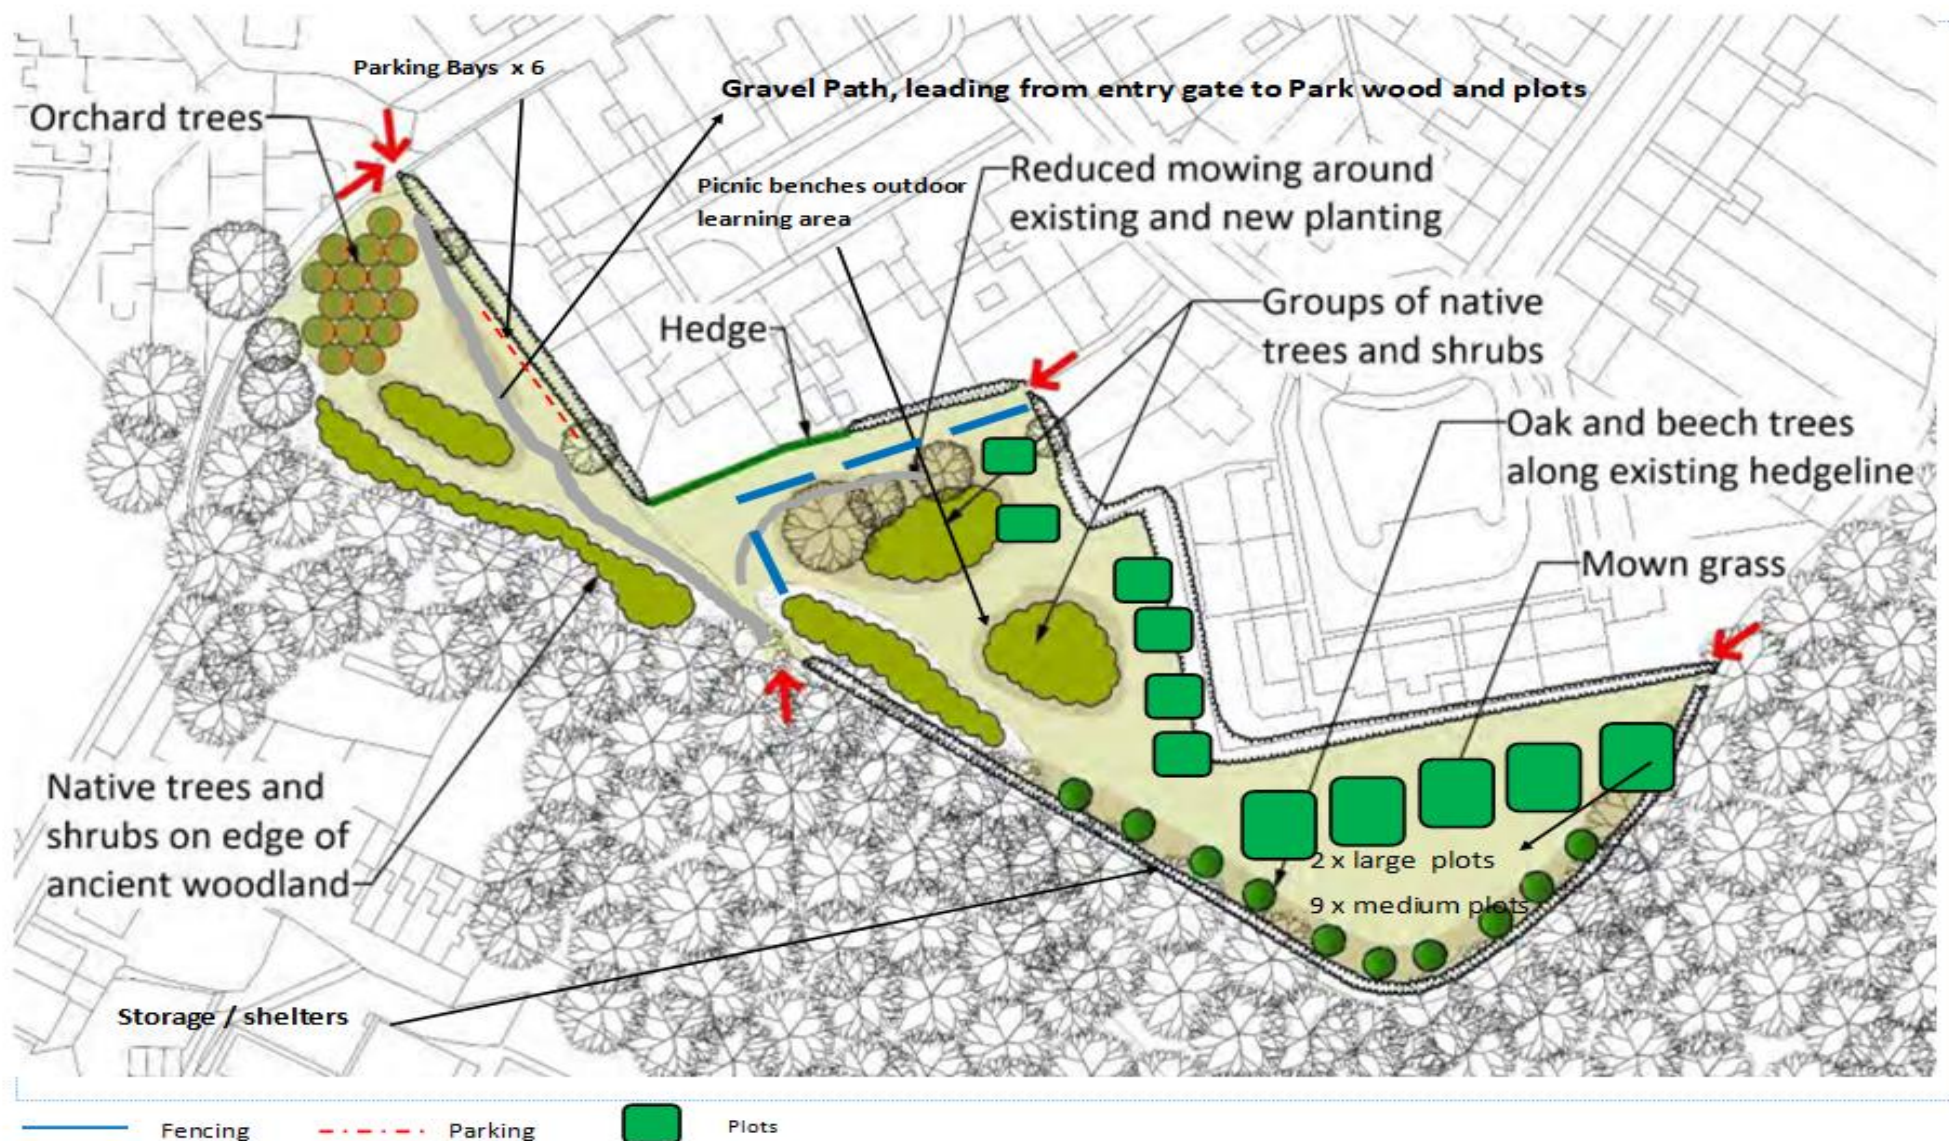 Parking Bays x 6
Gravel Path, leading from entry gate to Park wood and plots
Orchard trees
Picnic benches outdoor
learning area
Reduced mowing around
existing and new planting
Hedge
Groups of native
trees and shrubs
Oak and beech trees
along existing hedgeline
Mown grass
Native trees and
shrubs on edge of
ancient woodland
2 x large plots
9 x medium plots
Storage / shelters
Fencing
Parking
Plots